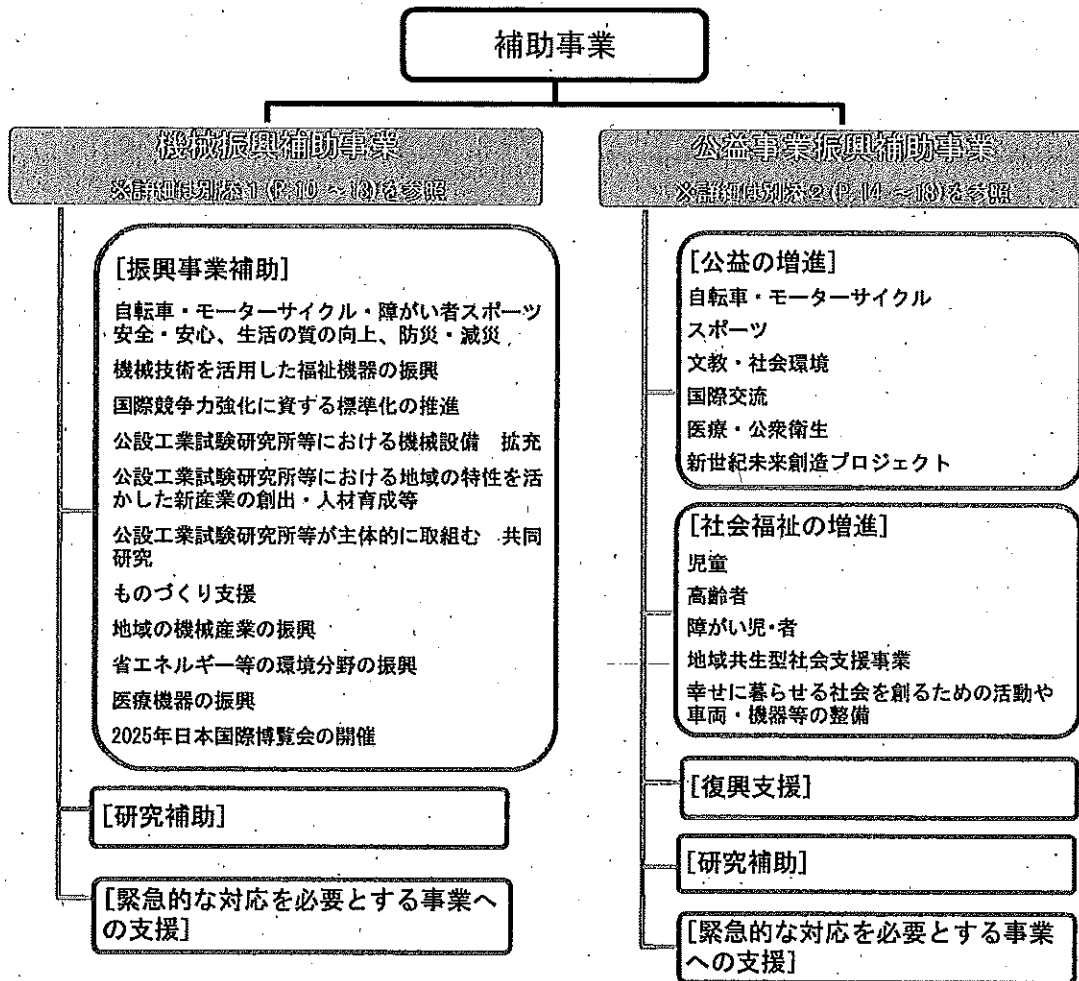 補助事業
機械振興補助事業
※詳細は別添1(P.10～13)を参照
[振興事業補助]
自転車・モーターサイクル・障がい者スポーツ
安全・安心、生活の質の向上、防災・減災
機械技術を活用した福祉機器の振興
国際競争力強化に資する標準化の推進
公設工業試験研究所等における機械設備　拡充
公設工業試験研究所等における地域の特性を活
かした新産業の創出・人材育成等
公設工業試験研究所等が主体的に取組む　共同
研究
ものづくり支援
地域の機械産業の振興
省エネルギー等の環境分野の振興
医療機器の振興
2025年日本国際博覧会の開催
[研究補助]
[緊急的な対応を必要とする事業へ
の支援]
公益事業振興補助事業
※詳細は別添2(P.14～18)を参照
[公益の増進]
自転車・モーターサイクル
スポーツ
文教・社会環境
国際交流
医療・公衆衛生
新世紀未来創造プロジェクト
[社会福祉の増進]
児童
高齢者
障がい児・者
地域共生型社会支援事業
幸せに暮らせる社会を創るための活動や
車両・機器等の整備
[復興支援]
[研究補助]
[緊急的な対応を必要とする事業
への支援]